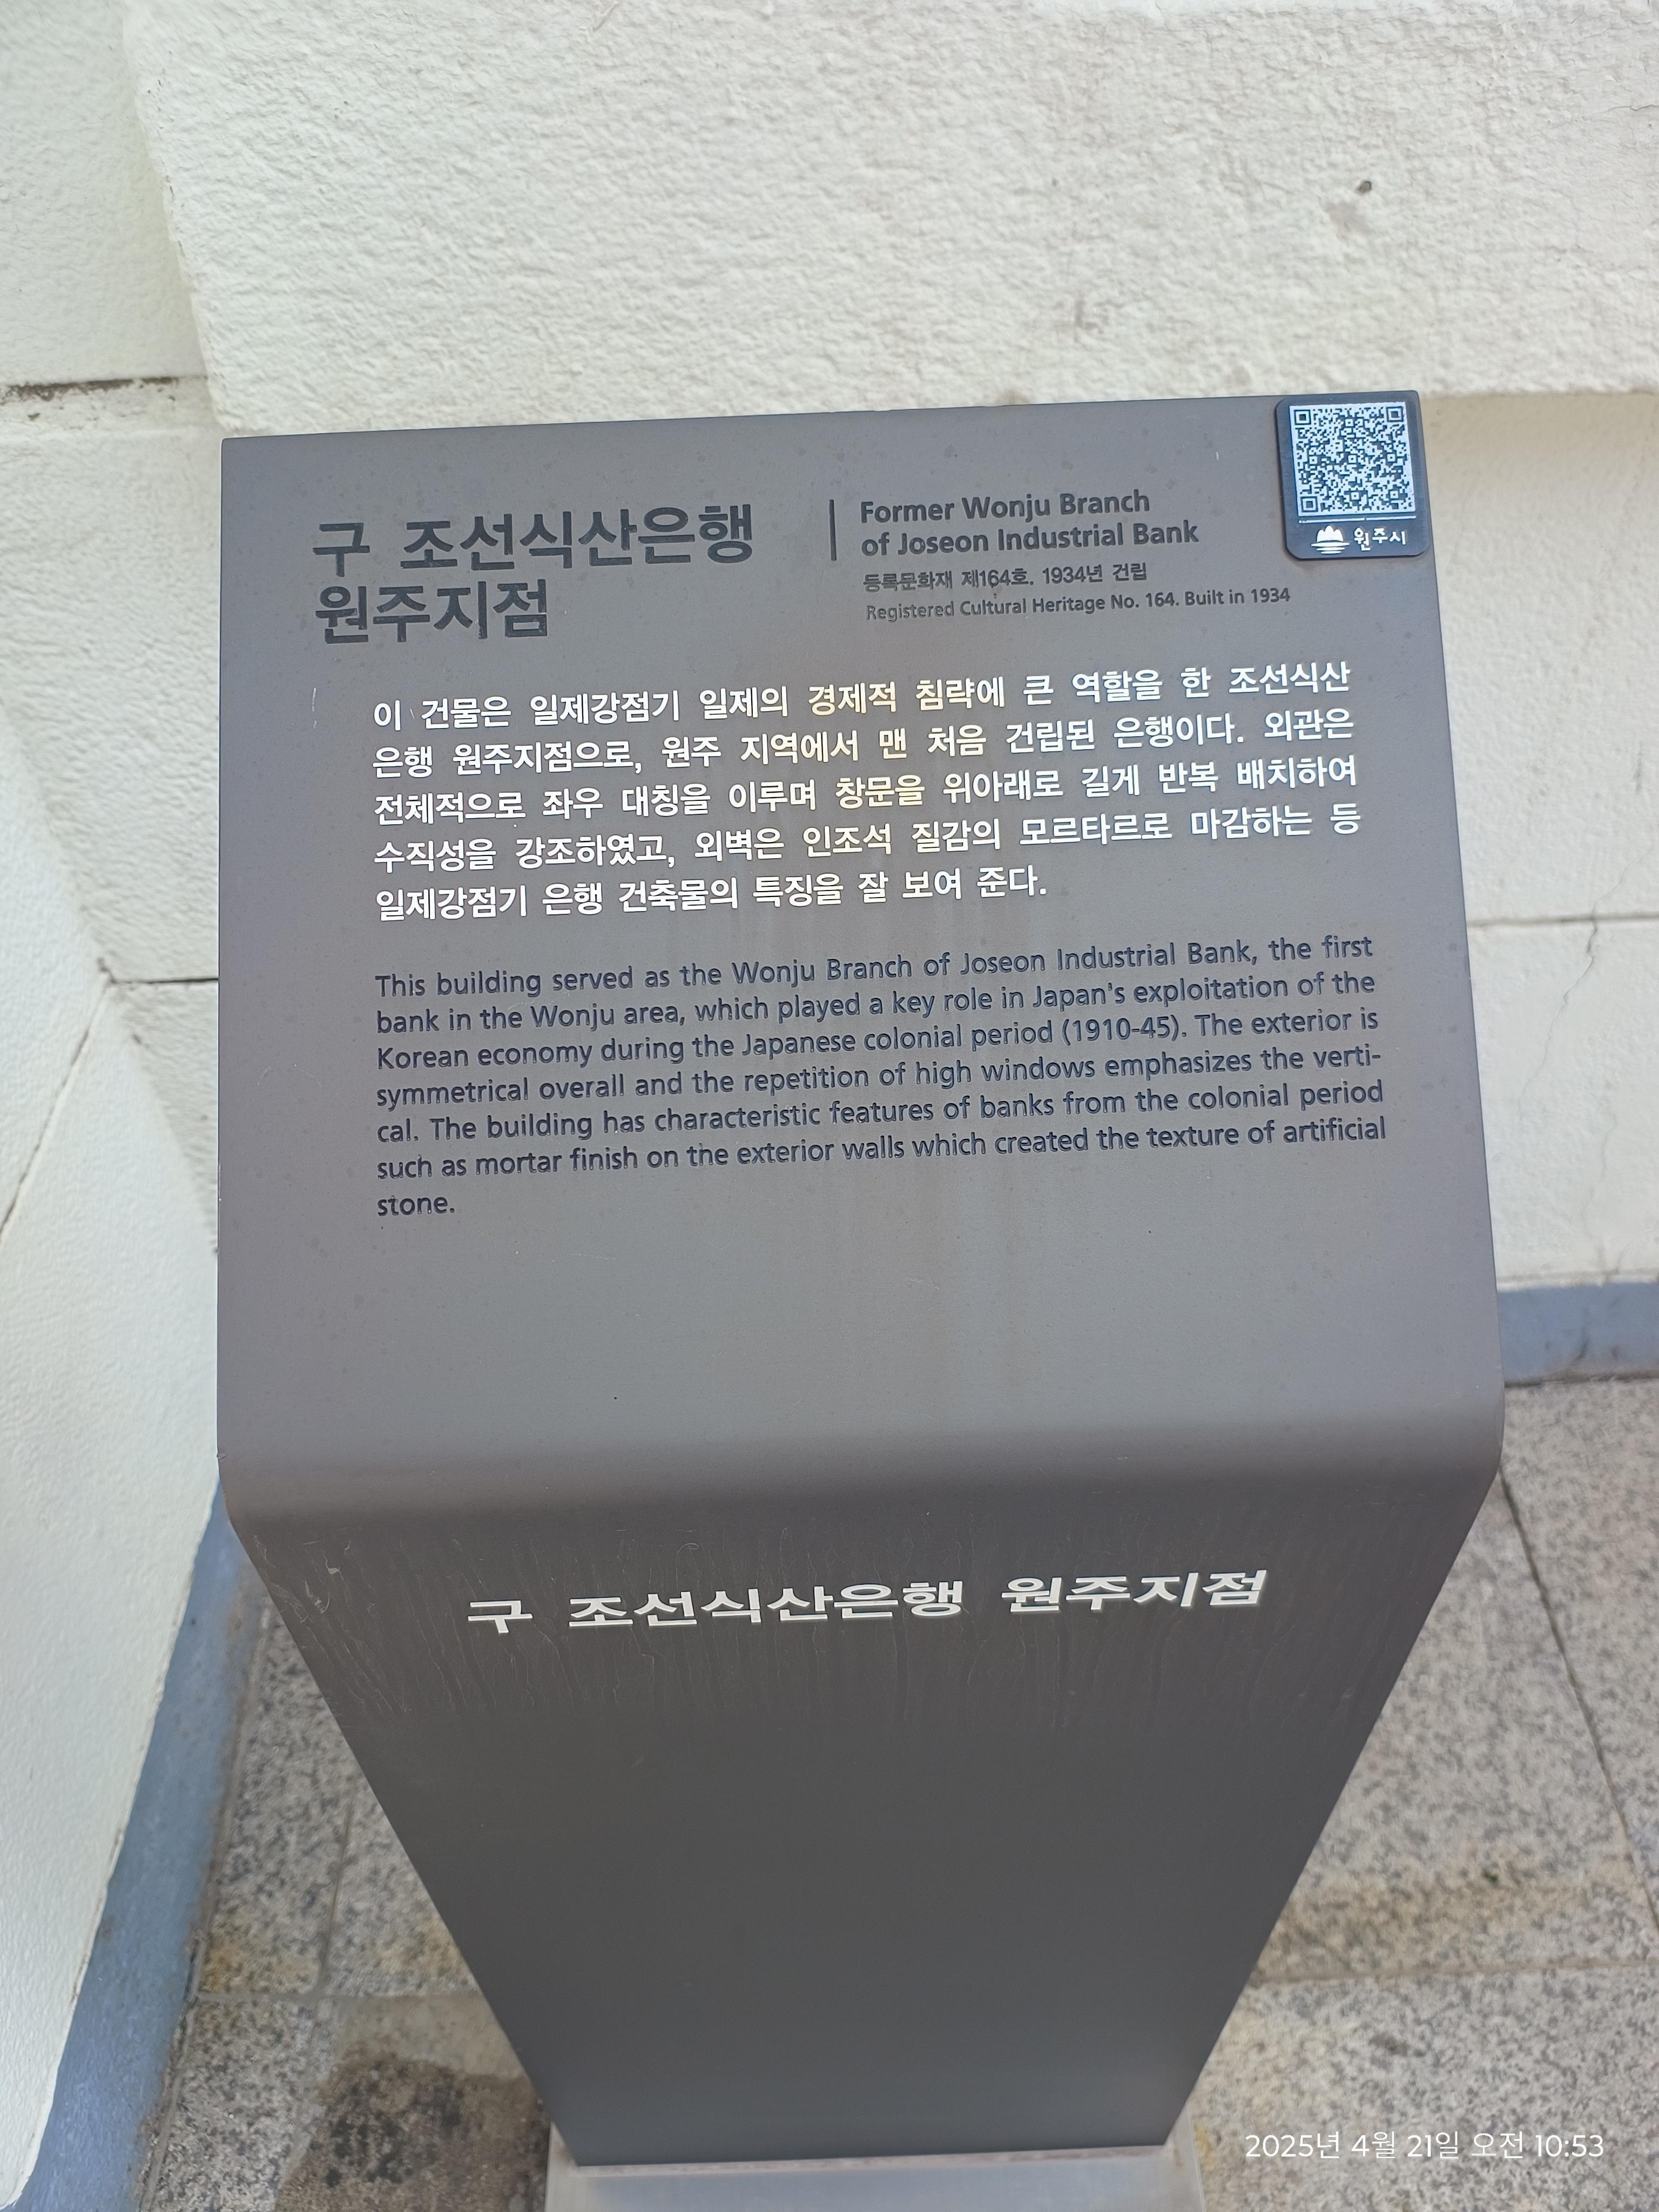 구 조선식산은행
원주지점
Former Wonju Branch
of Joseon Industrial Bank
등록문화재 제164호. 1934년 건립
Registered Cultural Heritage No. 164. Built in 1934
원주시
이 건물은 일제강점기 일제의 경제적 침략에 큰 역할을 한 조선식산
은행 원주지점으로, 원주 지역에서 맨 처음 건립된 은행이다. 외관은
전체적으로 좌우 대칭을 이루며 창문을 위아래로 길게 반복 배치하여
수직성을 강조하였고, 외벽은 인조석 질감의 모르타르로 마감하는 등
일제강점기 은행 건축물의 특징을 잘 보여 준다.
This building served as the Wonju Branch of Joseon Industrial Bank, the first
bank in the Wonju area, which played a key role in Japan's exploitation of the
Korean economy during the Japanese colonial period (1910-45). The exterior is
symmetrical overall and the repetition of high windows emphasizes the verti-
cal. The building has characteristic features of banks from the colonial period
such as mortar finish on the exterior walls which created the texture of artificial
stone.
구 조선식산은행 원주지점
2025년 4월 21일 오전 10:53